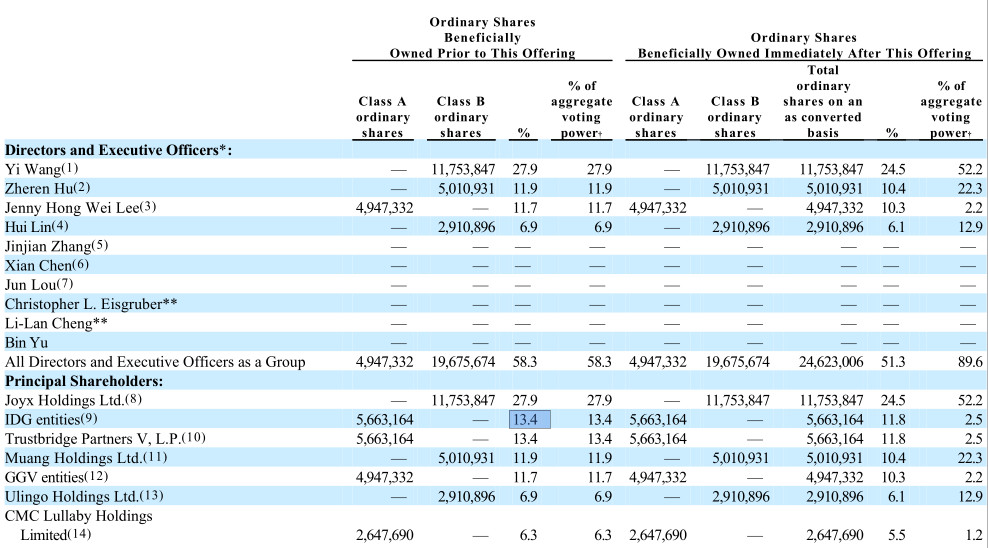 Ordinary Shares
Beneficially
Owned Prior to This Offering
Ordinary Shares
Beneficially Owned Immediately After This Offering
Class A ordinary shares
Class B ordinary shares
%
% of aggregate voting power†
Class A ordinary shares
Class B ordinary shares
Total ordinary shares on an as converted basis
%
% of aggregate voting power†
Directors and Executive Officers*:
Yi Wang(1) — 11,753,847 27.9 27.9 — 11,753,847 11,753,847 24.5 52.2
Zheren Hu(2) — 5,010,931 11.9 11.9 — 5,010,931 5,010,931 10.4 22.3
Jenny Hong Wei Lee(3) 4,947,332 — 11.7 11.7 4,947,332 — 4,947,332 10.3 2.2
Hui Lin(4) — 2,910,896 6.9 6.9 — 2,910,896 2,910,896 6.1 12.9
Jinjian Zhang(5) — — — — — — — — —
Xian Chen(6) — — — — — — — — —
Jun Lou(7) — — — — — — — — —
Christopher L. Eisgruber** — — — — — — — — —
Li-Lan Cheng** — — — — — — — — —
Bin Yu — — — — — — — — —
All Directors and Executive Officers as a Group 4,947,332 19,675,674 58.3 58.3 4,947,332 19,675,674 24,623,006 51.3 89.6
Principal Shareholders:
Joyx Holdings Ltd.(8) — 11,753,847 27.9 27.9 — 11,753,847 11,753,847 24.5 52.2
IDG entities(9) 5,663,164 — 13.4 13.4 5,663,164 — 5,663,164 11.8 2.5
Trustbridge Partners V, L.P.(10) 5,663,164 — 13.4 13.4 5,663,164 — 5,663,164 11.8 2.5
Muang Holdings Ltd.(11) — 5,010,931 11.9 11.9 — 5,010,931 5,010,931 10.4 22.3
GGV entities(12) 4,947,332 — 11.7 11.7 4,947,332 — 4,947,332 10.3 2.2
Ulingo Holdings Ltd.(13) — 2,910,896 6.9 6.9 — 2,910,896 2,910,896 6.1 12.9
CMC Lullaby Holdings
Limited(14) 2,647,690 — 6.3 6.3 2,647,690 — 2,647,690 5.5 1.2